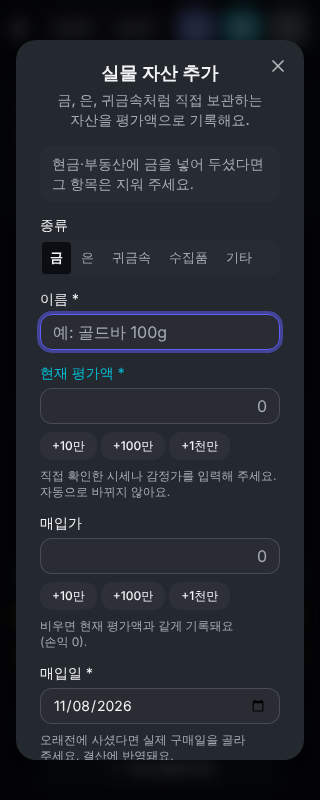 실물 자산 추가
금, 은, 귀금속처럼 직접 보관하는
자산을 평가액으로 기록해요.
현금·부동산에 금을 넣어 두셨다면
그 항목은 지워 주세요.
종류
금 은 귀금속 수집품 기타
이름 *
예: 골드바 100g
현재 평가액 *
0
+10만 +100만 +1천만
직접 확인한 시세나 감정가를 입력해 주세요.
자동으로 바뀌지 않아요.
매입가
0
+10만 +100만 +1천만
비우면 현재 평가액과 같게 기록돼요
(손익 0).
매입일 *
11/08/2026
오래전에 사셨다면 실제 구매일을 골라
주세요. 결산에 반영돼요.